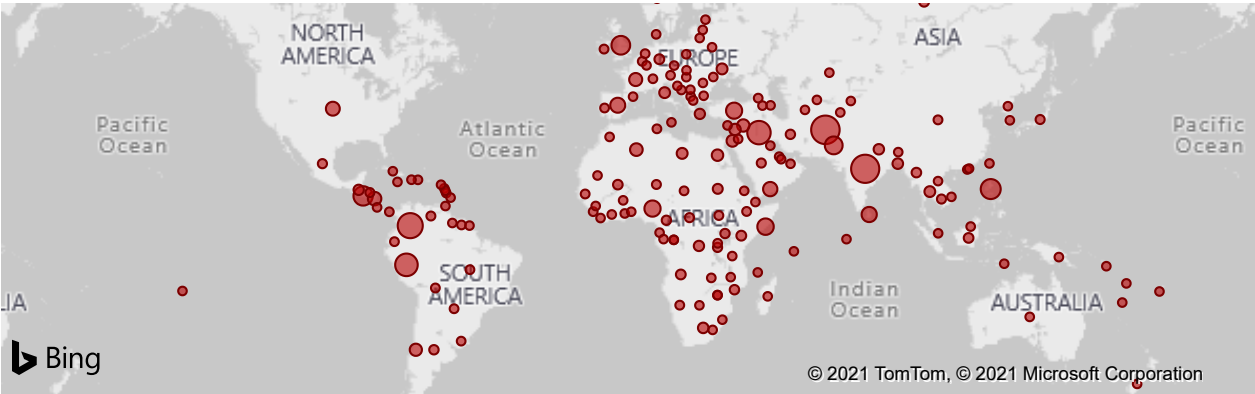 NORTH
AMERICA
EUROPE
ASIA
Pacific
Ocean
Atlantic
Ocean
Pacific
Ocean
AFRICA
SOUTH
AMERICA
Indian
Ocean
LIA
AUSTRALIA
Bing
© 2021 TomTom, © 2021 Microsoft Corporation